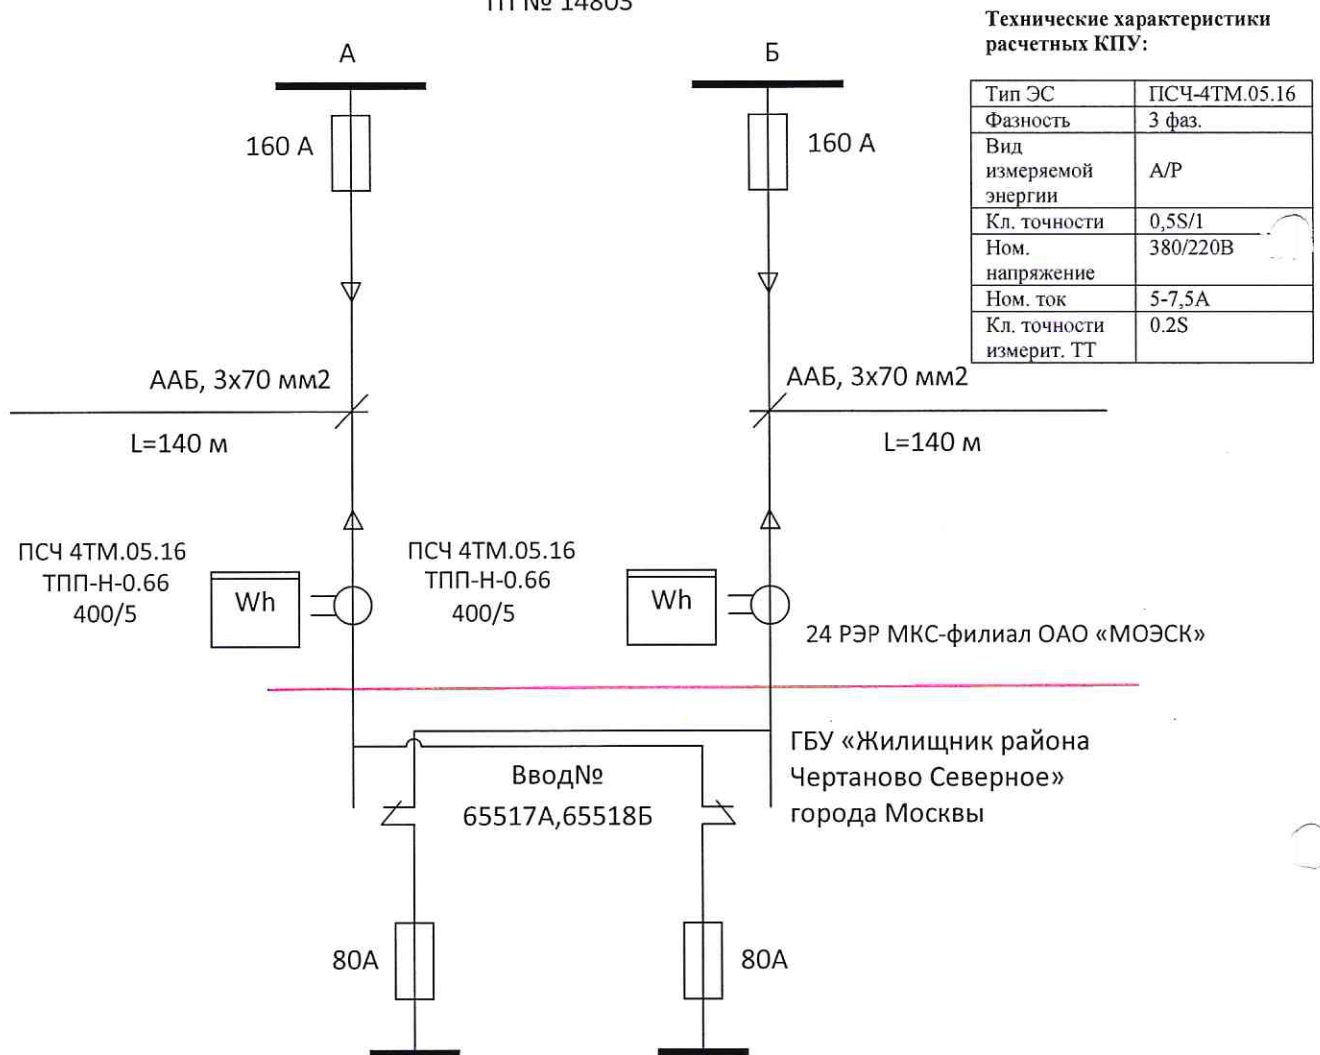 ТП № 14803
Технические характеристики
расчетных КПУ:
А
Б
160 А
160 А
Тип ЭС ПСЧ-4ТМ.05.16
Фазность 3 фаз.
Вид
измеряемой А/Р
энергии
Кл. точности 0,5S/1
Ном. 380/220В
напряжение
Ном. ток 5-7,5А
Кл. точности 0.2S
измерит. ТТ
ААБ, 3х70 мм2
L=140 м
ААБ, 3х70 мм2
L=140 м
ПСЧ 4ТМ.05.16
ТПП-Н-0.66
400/5
Wh
ПСЧ 4ТМ.05.16
ТПП-Н-0.66
400/5
Wh
24 РЭР МКС-филиал ОАО «МОЭСК»
ГБУ «Жилищник района
Чертаново Северное»
города Москвы
Ввод№
65517А,65518Б
80А
80А